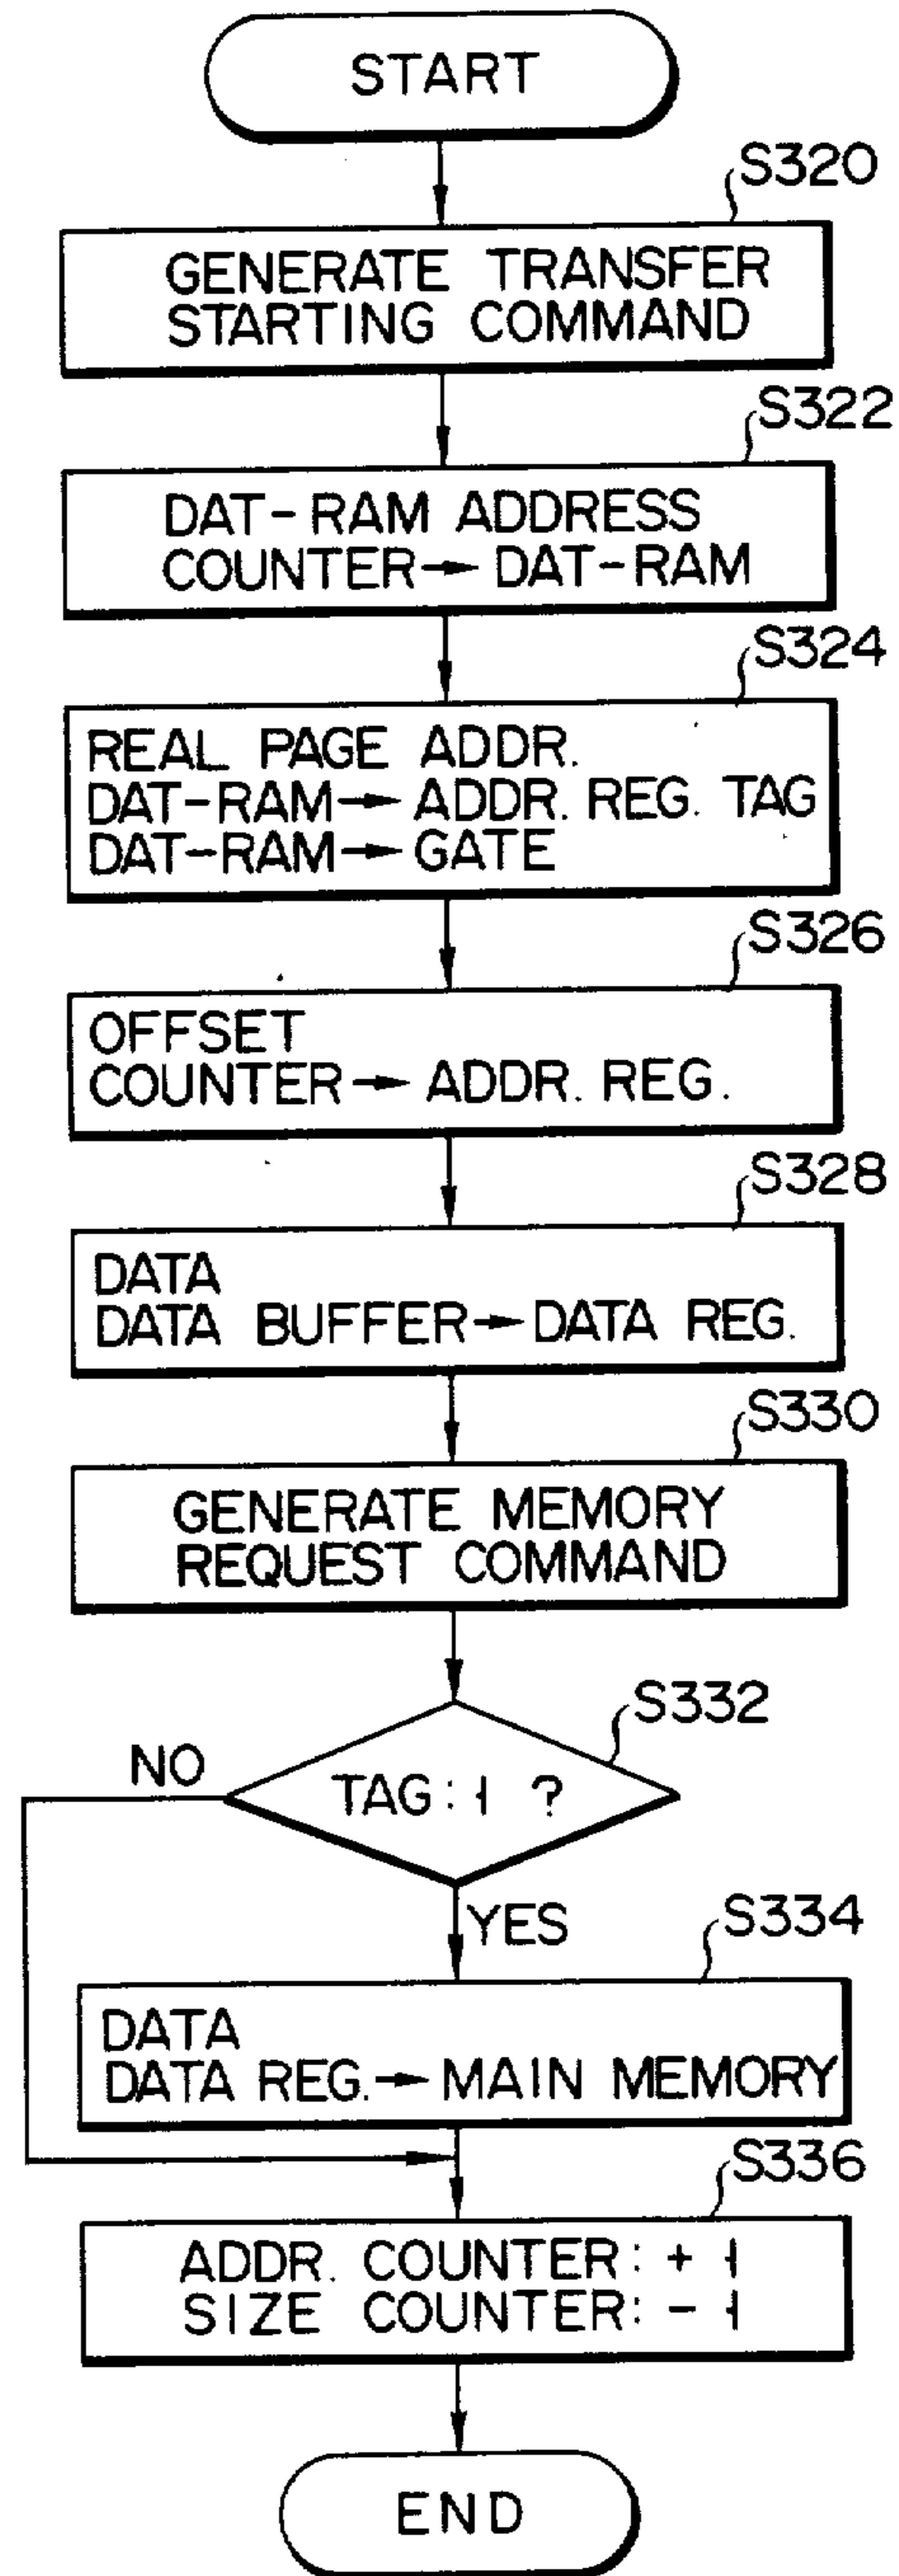 START
S320
GENERATE TRANSFER
STARTING COMMAND
S322
DAT-RAM ADDRESS
COUNTER→DAT-RAM
S324
REAL PAGE ADDR.
DAT-RAM→ADDR. REG. TAG
DAT-RAM→GATE
S326
OFFSET
COUNTER→ADDR. REG.
S328
DATA
DATA BUFFER→DATA REG.
S330
GENERATE MEMORY
REQUEST COMMAND
S332
NO
TAG: 1 ?
YES
S334
DATA
DATA REG.→MAIN MEMORY
S336
ADDR. COUNTER: + 1
SIZE COUNTER: - 1
END